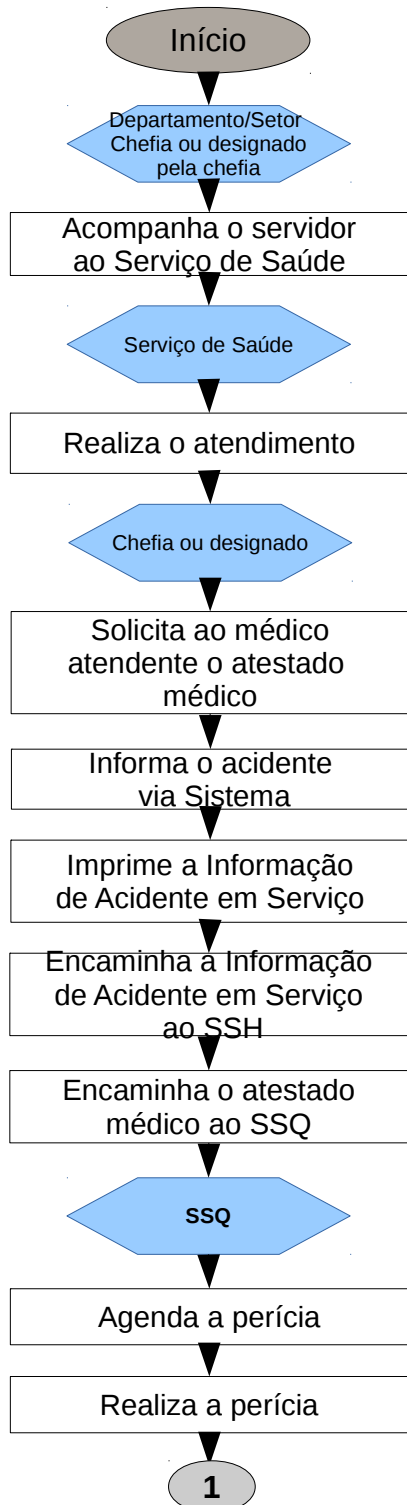 Início
Departamento/Setor
Chefia ou designado
pela chefia
Acompanha o servidor
ao Serviço de Saúde
Serviço de Saúde
Realiza o atendimento
Chefia ou designado
Solicita ao médico
atendente o atestado
médico
Informa o acidente
via Sistema
Imprime a Informação
de Acidente em Serviço
Encaminha a Informação
de Acidente em Serviço
ao SSH
Encaminha o atestado
médico ao SSQ
SSQ
Agenda a perícia
Realiza a perícia
1